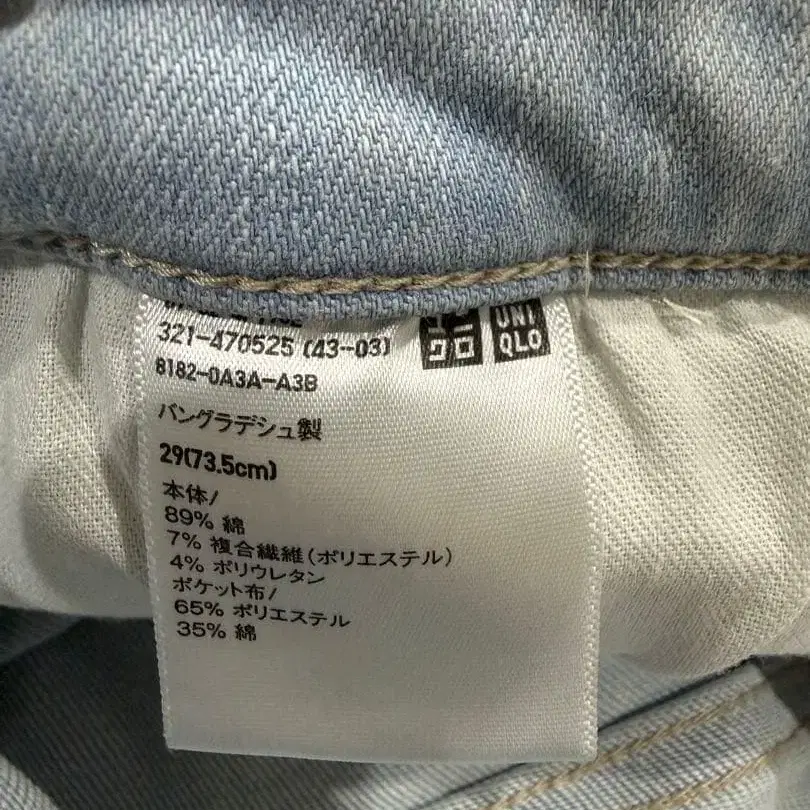 321-470525 (43-03)
ユニ
クロ
UNI
QLO
8182-0A3A-A3B
バングラデシュ製
29(73.5cm)
本体/
89% 綿
7% 複合繊維(ポリエステル)
4% ポリウレタン
ポケット布/
65% ポリエステル
35% 綿